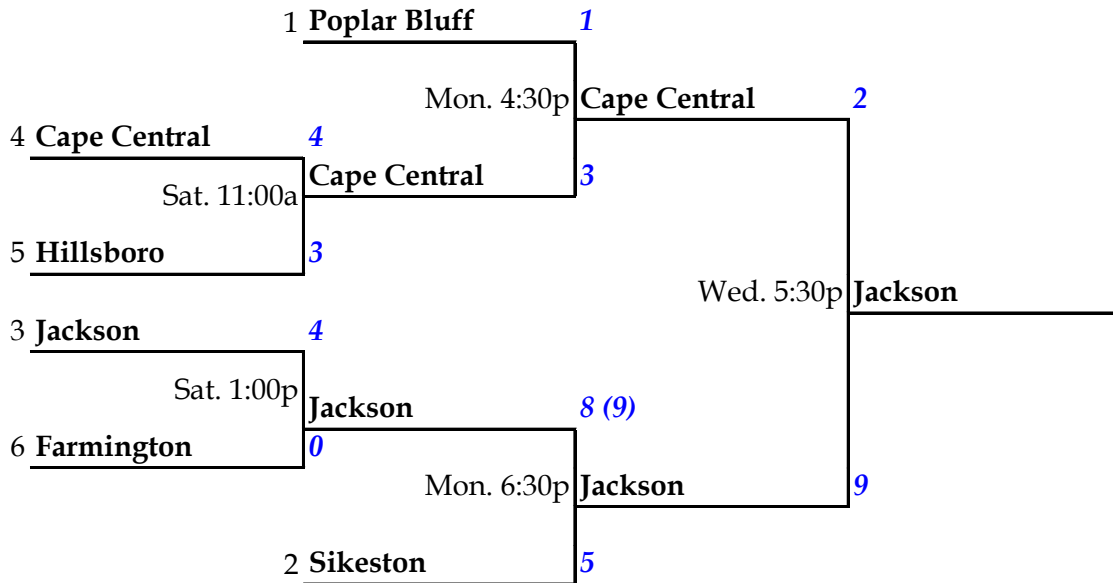 1 Poplar Bluff 1
Mon. 4:30p Cape Central 2
4 Cape Central 4
Sat. 11:00a Cape Central 3
5 Hillsboro 3
Wed. 5:30p Jackson
3 Jackson 4
Sat. 1:00p Jackson 8 (9)
6 Farmington 0
Mon. 6:30p Jackson 9
2 Sikeston 5